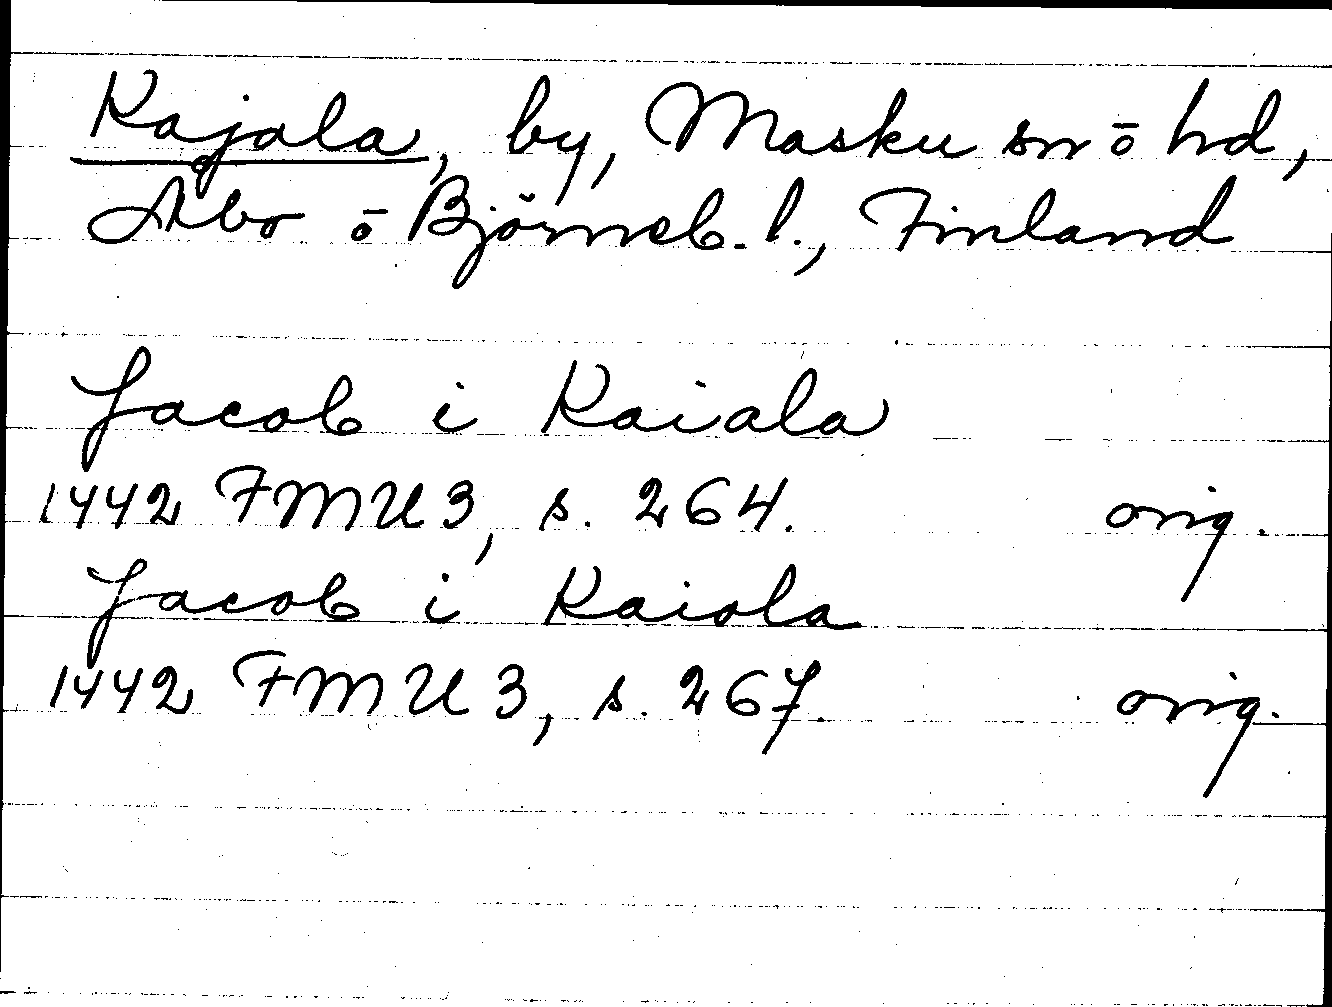 Kajala, by, Masku sn ō hd,
Åbo ō Björneb. l., Finland
Jacob i Kaiala
1442 FMU 3, s. 264. orig.
Jacob i Kaiola
1442 FMU 3, s. 267. orig.